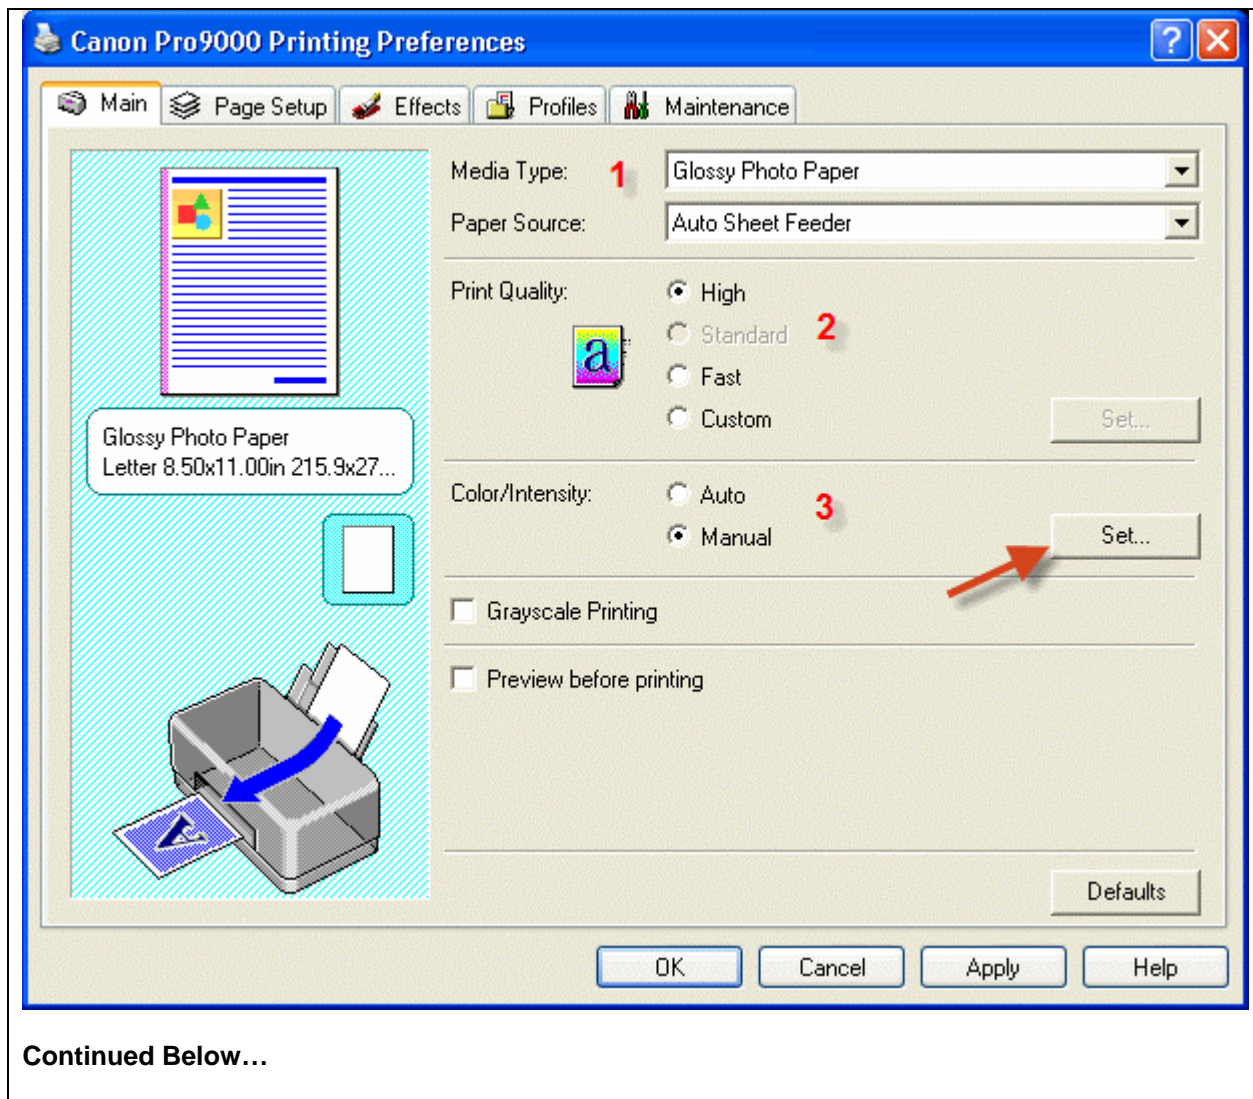 Canon Pro9000 Printing Preferences
Main Page Setup Effects Profiles Maintenance
Media Type: 1 Glossy Photo Paper
Paper Source: Auto Sheet Feeder
Print Quality: High
Standard 2
a
Fast
Custom Set...
Glossy Photo Paper
Letter 8.50x11.00in 215.9x27...
Color/Intensity: Auto 3
Manual Set...
Grayscale Printing
Preview before printing
A
Defaults
OK Cancel Apply Help
Continued Below…